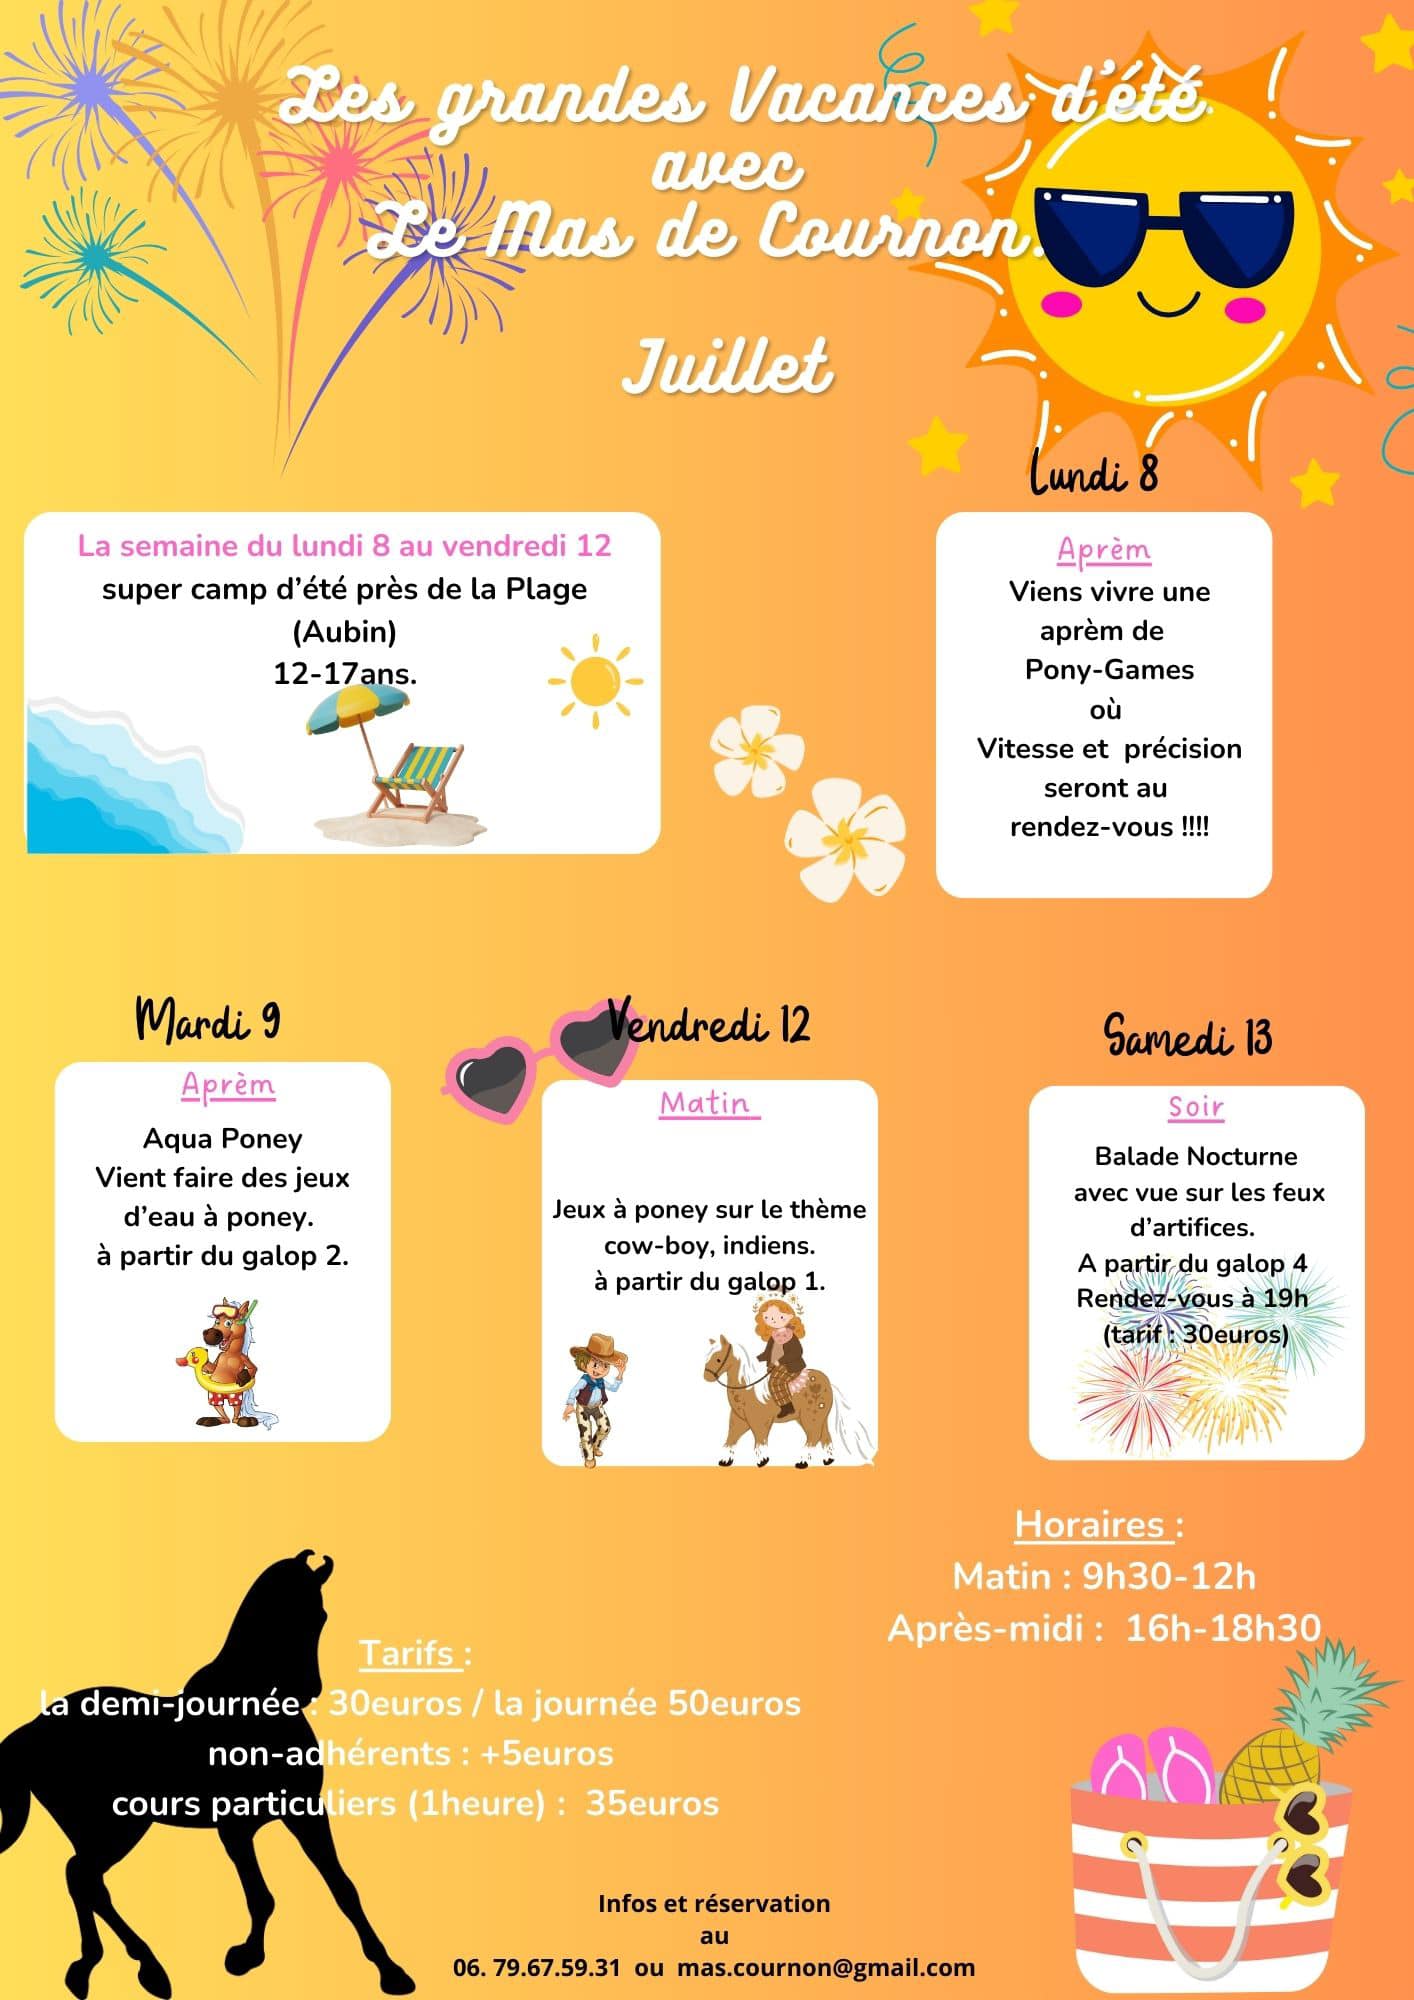 Les grandes Vacances d'été
avec
Le Mas de Cournon.
Juillet
La semaine du lundi 8 au vendredi 12
super camp d'été près de la Plage
(Aubin)
12-17ans.
Lundi 8
Aprèm
Viens vivre une
aprèm de
Pony-Games
où
Vitesse et précision
seront au
rendez-vous !!!!
Mardi 9
Aprèm
Aqua Poney
Vient faire des jeux
d'eau à poney.
à partir du galop 2.
Vendredi 12
Matin
Jeux à poney sur le thème
cow-boy, indiens.
à partir du galop 1.
Samedi 13
Soir
Balade Nocturne
avec vue sur les feux
d'artifices.
A partir du galop 4
Rendez-vous à 19h
(tarif : 30euros)
Horaires :
Matin : 9h30-12h
Après-midi : 16h-18h30
Tarifs :
la demi-journée : 30euros / la journée 50euros
non-adhérents : +5euros
cours particuliers (1heure) : 35euros
Infos et réservation
au
06. 79.67.59.31 ou mas.cournon@gmail.com